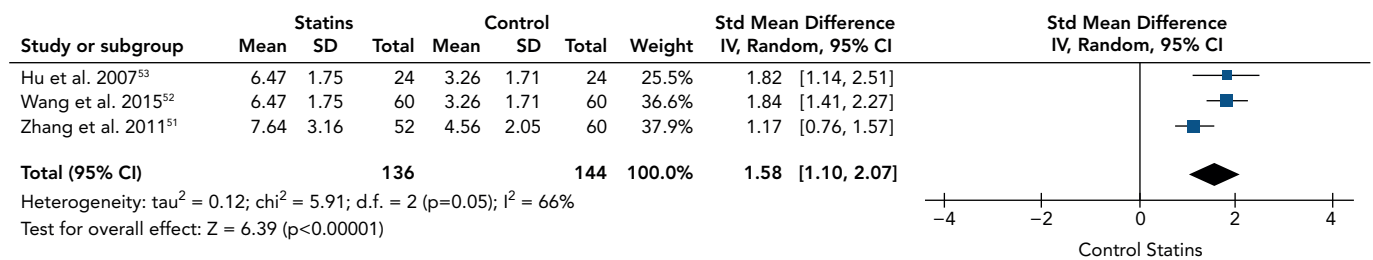 Statins Control Std Mean Difference Std Mean Difference
Study or subgroup Mean SD Total Mean SD Total Weight IV, Random, 95% CI IV, Random, 95% CI
Hu et al. 2007⁵³ 6.47 1.75 24 3.26 1.71 24 25.5% 1.82 [1.14, 2.51]
Wang et al. 2015⁵² 6.47 1.75 60 3.26 1.71 60 36.6% 1.84 [1.41, 2.27]
Zhang et al. 2011⁵¹ 7.64 3.16 52 4.56 2.05 60 37.9% 1.17 [0.76, 1.57]
Total (95% CI) 136 144 100.0% 1.58 [1.10, 2.07]
Heterogeneity: tau² = 0.12; chi² = 5.91; d.f. = 2 (p=0.05); I² = 66%
Test for overall effect: Z = 6.39 (p<0.00001)
−4 −2 0 2 4
Control Statins